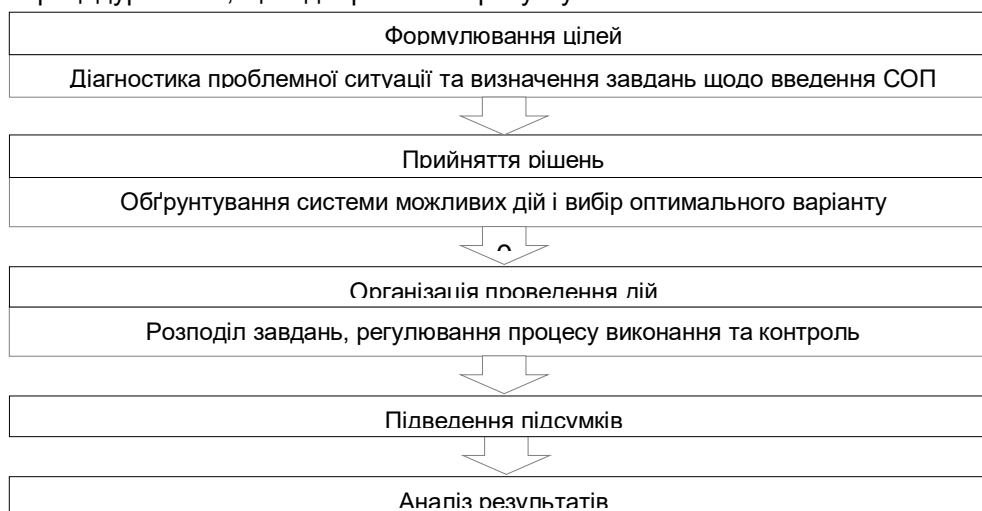 Формулювання цілей
Діагностика проблемної ситуації та визначення завдань щодо введення СОП
Прийняття рішень
Обґрунтування системи можливих дій і вибір оптимального варіанту
Організація проведення дій
Розподіл завдань, регулювання процесу виконання та контроль
Підведення підсумків
Аналіз результатів